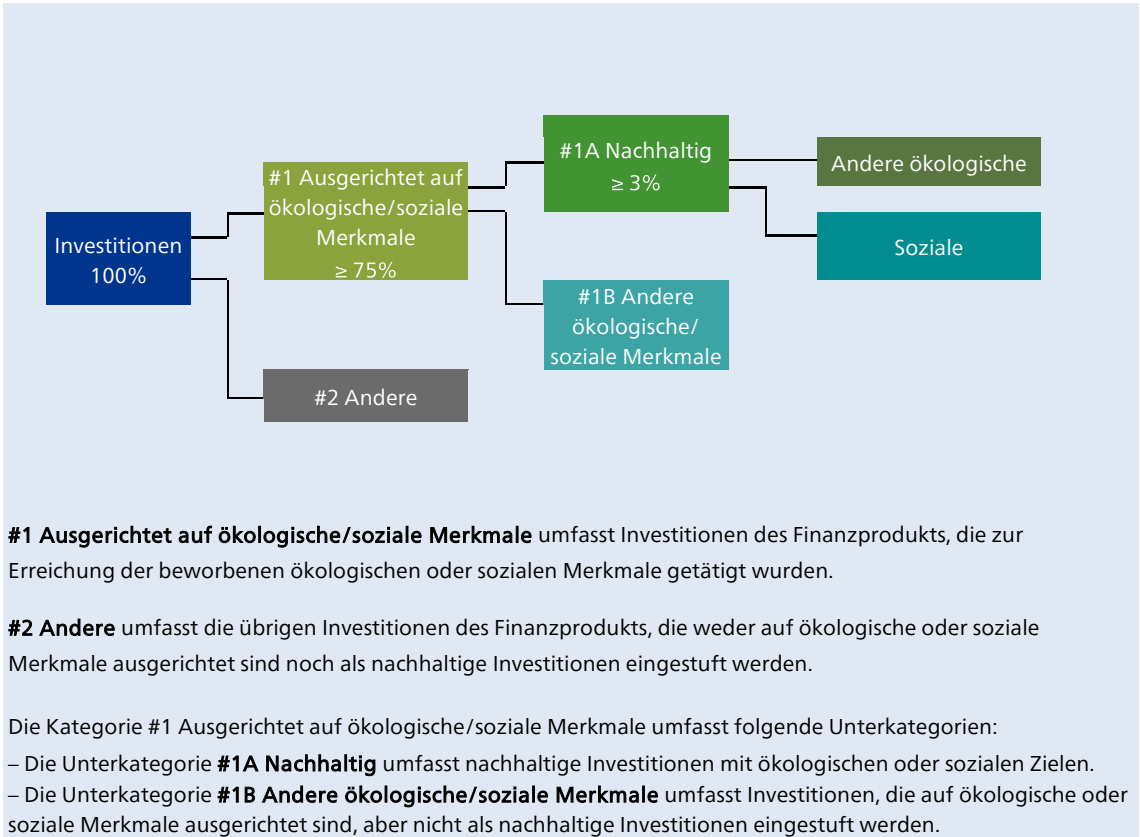 #1A Nachhaltig
≥ 3%
Andere ökologische
#1 Ausgerichtet auf
ökologische/soziale
Merkmale
≥ 75%
Investitionen
100%
Soziale
#1B Andere
ökologische/
soziale Merkmale
#2 Andere
#1 Ausgerichtet auf ökologische/soziale Merkmale umfasst Investitionen des Finanzprodukts, die zur
Erreichung der beworbenen ökologischen oder sozialen Merkmale getätigt wurden.
#2 Andere umfasst die übrigen Investitionen des Finanzprodukts, die weder auf ökologische oder soziale
Merkmale ausgerichtet sind noch als nachhaltige Investitionen eingestuft werden.
Die Kategorie #1 Ausgerichtet auf ökologische/soziale Merkmale umfasst folgende Unterkategorien:
– Die Unterkategorie #1A Nachhaltig umfasst nachhaltige Investitionen mit ökologischen oder sozialen Zielen.
– Die Unterkategorie #1B Andere ökologische/soziale Merkmale umfasst Investitionen, die auf ökologische oder
soziale Merkmale ausgerichtet sind, aber nicht als nachhaltige Investitionen eingestuft werden.